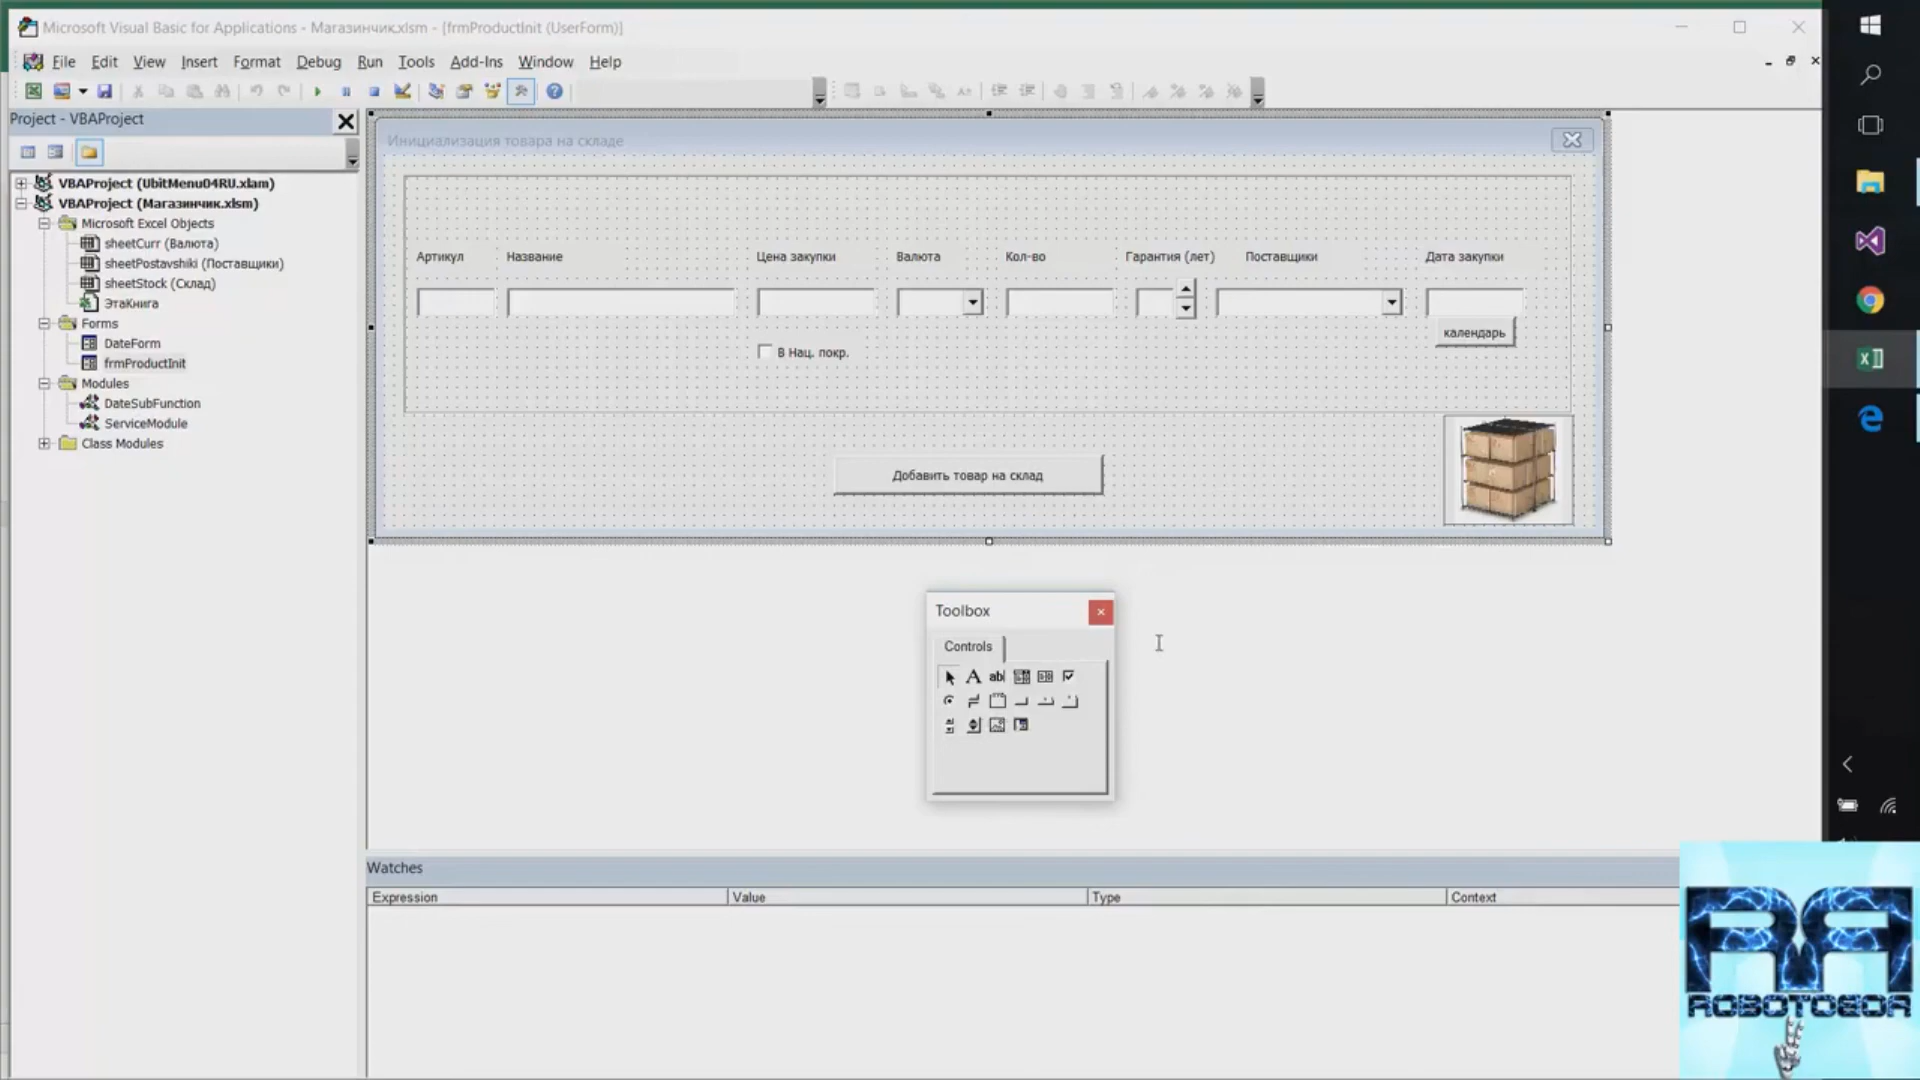 Microsoft Visual Basic for Applications - Магазинчик.xlsm - [frmProductInit (UserForm)]
File Edit View Insert Format Debug Run Tools Add-Ins Window Help
Project - VBAProject
VBAProject (UbitMenu04RU.xlam)
VBAProject (Магазинчик.xlsm)
Microsoft Excel Objects
sheetCurr (Валюта)
sheetPostavshiki (Поставщики)
sheetStock (Склад)
ЭтаКнига
Forms
DateForm
frmProductInit
Modules
DateSubFunction
ServiceModule
Class Modules
Инициализация товара на складе
Артикул Название Цена закупки Валюта Кол-во Гарантия (лет) Поставщики Дата закупки
календарь
В Нац. покр.
Добавить товар на склад
Toolbox
Controls
A ab
Watches
Expression Value Type Context
ROBOTOBOR